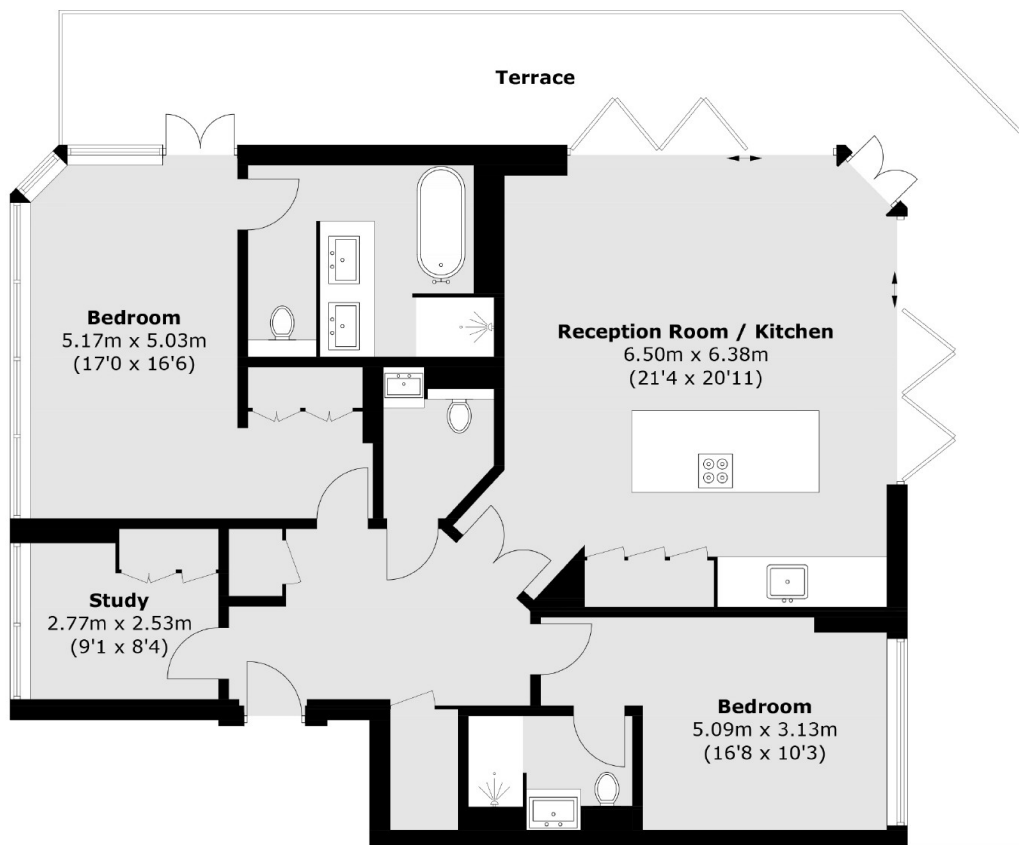 Terrace
Bedroom
5.17m x 5.03m
(17'0 x 16'6)
Reception Room / Kitchen
6.50m x 6.38m
(21'4 x 20'11)
Study
2.77m x 2.53m
(9'1 x 8'4)
Bedroom
5.09m x 3.13m
(16'8 x 10'3)